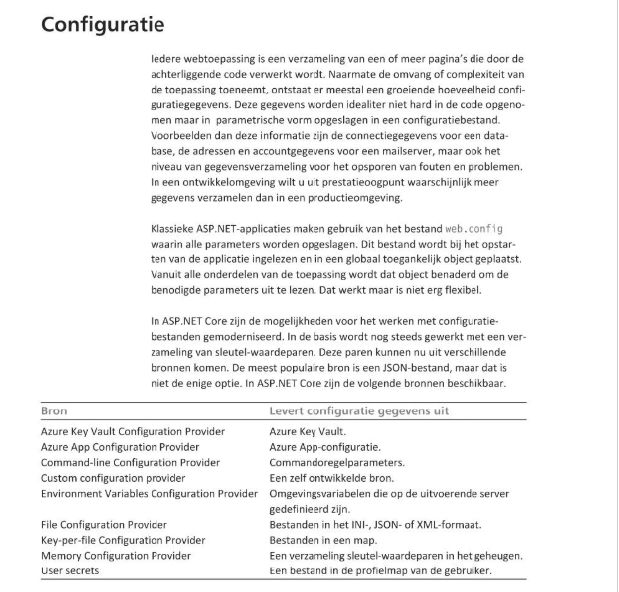 Configuratie
Iedere webtoepassing is een verzameling van een of meer pagina's die door de
achterliggende code verwerkt wordt. Naarmate de omvang of complexiteit van
de toepassing toeneemt, ontstaat er meestal een groeiende hoeveelheid confi-
guratiegegevens. Deze gegevens worden idealiter niet hard in de code opgeno-
men maar in parametrische vorm opgeslagen in een configuratiebestand.
Voorbeelden dan deze informatie zijn de connectiegegevens voor een data-
base, de adressen en accountgegevens voor een mailserver, maar ook het
niveau van gegevensverzameling voor het opsporen van fouten en problemen.
In een ontwikkelomgeving wilt u uit prestatieoogpunt waarschijnlijk meer
gegevens verzamelen dan in een productieomgeving.
Klassieke ASP.NET-applicaties maken gebruik van het bestand web.config
waarin alle parameters worden opgeslagen. Dit bestand wordt bij het opstar-
ten van de applicatie ingelezen en in een globaal toegankelijk object geplaatst.
Vanuit alle onderdelen van de toepassing wordt dat object benaderd om de
benodigde parameters uit te lezen. Dat werkt maar is niet erg flexibel.
In ASP.NET Core zijn de mogelijkheden voor het werken met configuratie-
bestanden gemoderniseerd. In de basis wordt nog steeds gewerkt met een ver-
zameling van sleutel-waardeparen. Deze paren kunnen nu uit verschillende
bronnen komen. De meest populaire bron is een JSON-bestand, maar dat is
niet de enige optie. In ASP.NET Core zijn de volgende bronnen beschikbaar.
Bron Levert configuratie gegevens uit
Azure Key Vault Configuration Provider Azure Key Vault.
Azure App Configuration Provider Azure App-configuratie.
Command-line Configuration Provider Commandoregelparameters.
Custom configuration provider Een zelf ontwikkelde bron.
Environment Variables Configuration Provider Omgevingsvariabelen die op de uitvoerende server
gedefinieerd zijn.
File Configuration Provider Bestanden in het INI-, JSON- of XML-formaat.
Key-per-file Configuration Provider Bestanden in een map.
Memory Configuration Provider Een verzameling sleutel-waardeparen in het geheugen.
User secrets Een bestand in de profielmap van de gebruiker.